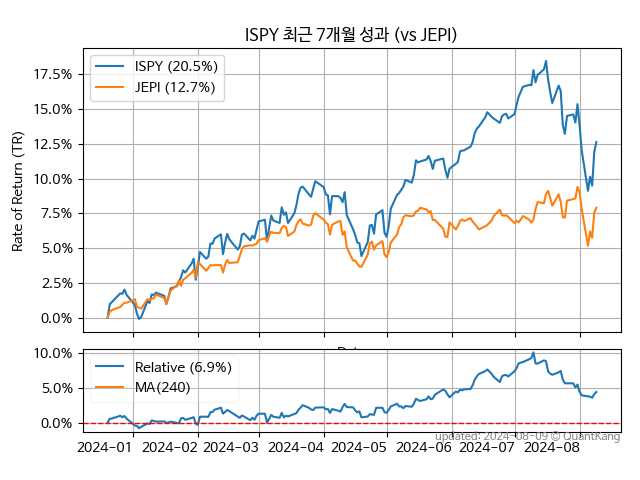 ISPY 최근 7개월 성과 (vs JEPI)
ISPY (20.5%)
JEPI (12.7%)
Rate of Return (TR)
17.5%
15.0%
12.5%
10.0%
7.5%
5.0%
2.5%
0.0%
Relative (6.9%)
MA(240)
10.0%
5.0%
0.0%
2024-01 2024-02 2024-03 2024-04 2024-05 2024-06 2024-07 2024-08
updated: 2024-08-09 © QuantKang